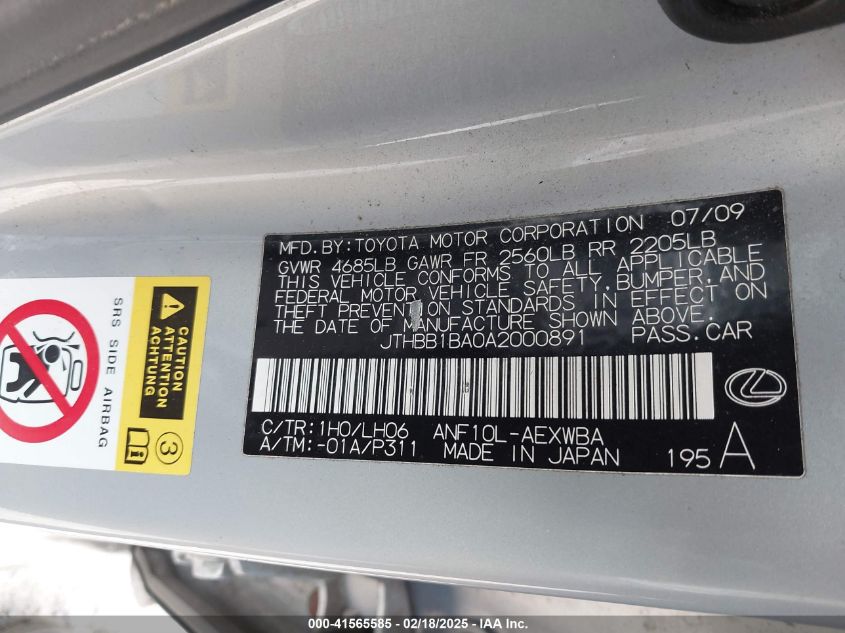 MFD. BY: TOYOTA MOTOR CORPORATION 07/09
GVWR 4685LB GAWR FR 2560LB RR 2205LB
THIS VEHICLE CONFORMS TO ALL APPLICABLE
FEDERAL MOTOR VEHICLE SAFETY, BUMPER, AND
THEFT PREVENTION STANDARDS IN EFFECT ON
THE DATE OF MANUFACTURE SHOWN ABOVE.
JTHBB1BA0A2000891 PASS. CAR
C/TR: 1H0/LH06 ANF10L-AEXWBA
A/TM:-01A/P311 MADE IN JAPAN 195 A
SRS SIDE AIRBAG
CAUTION
ATTENTION
ACHTUNG
3
000-41565585 - 02/18/2025 - IAA Inc.